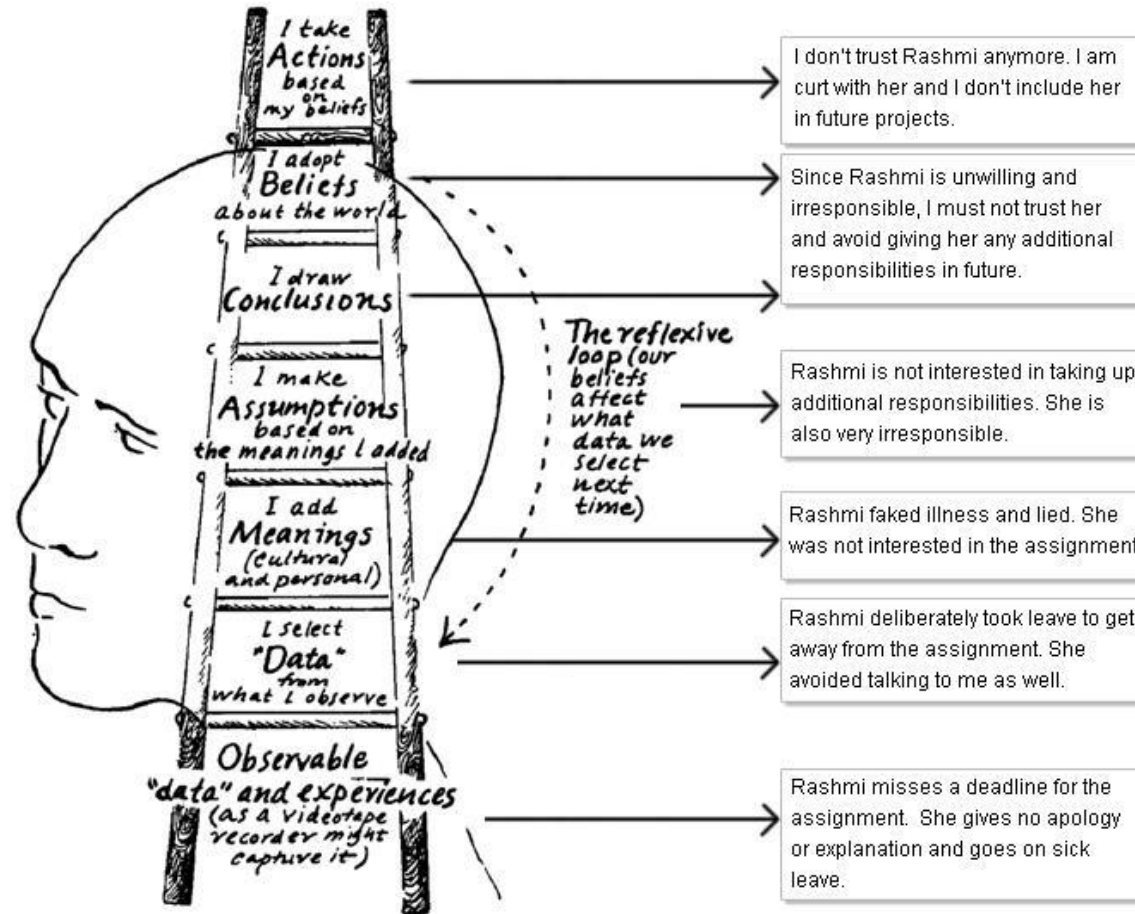 I take
Actions
based
on
my beliefs
I adopt
Beliefs
about the world
I draw
Conclusions
I make
Assumptions
based on
the meanings I added
I add
Meanings
(Cultural
and personal)
I select
"Data"
from
what I observe
Observable
"data" and experiences
(as a videotape
recorder might
capture it)
The reflexive
loop (our
beliefs
affect
what
data we
select
next
time)
I don't trust Rashmi anymore. I am
curt with her and I don't include her
in future projects.
Since Rashmi is unwilling and
irresponsible, I must not trust her
and avoid giving her any additional
responsibilities in future.
Rashmi is not interested in taking up
additional responsibilities. She is
also very irresponsible.
Rashmi faked illness and lied. She
was not interested in the assignment
Rashmi deliberately took leave to get
away from the assignment. She
avoided talking to me as well.
Rashmi misses a deadline for the
assignment. She gives no apology
or explanation and goes on sick
leave.